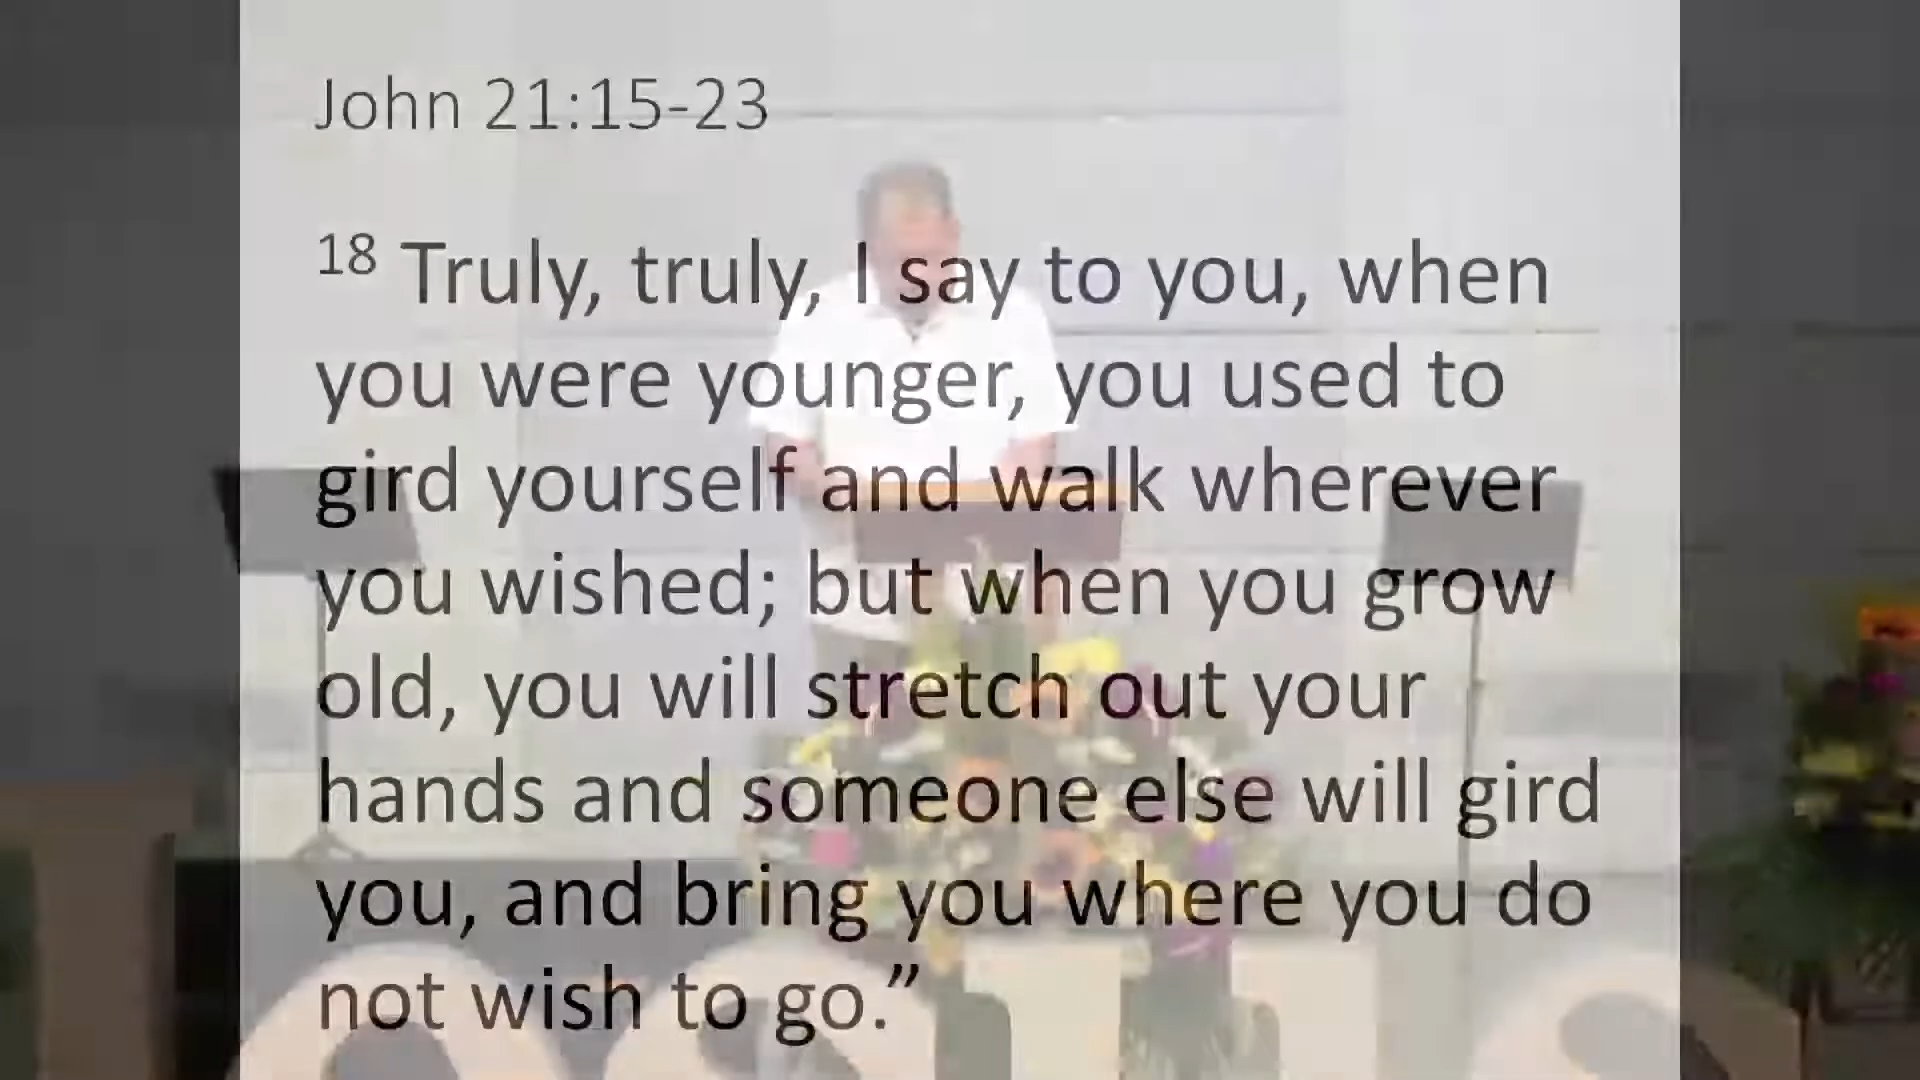 John 21:15-23
18 Truly, truly, I say to you, when
you were younger, you used to
gird yourself and walk wherever
you wished; but when you grow
old, you will stretch out your
hands and someone else will gird
you, and bring you where you do
not wish to go.”